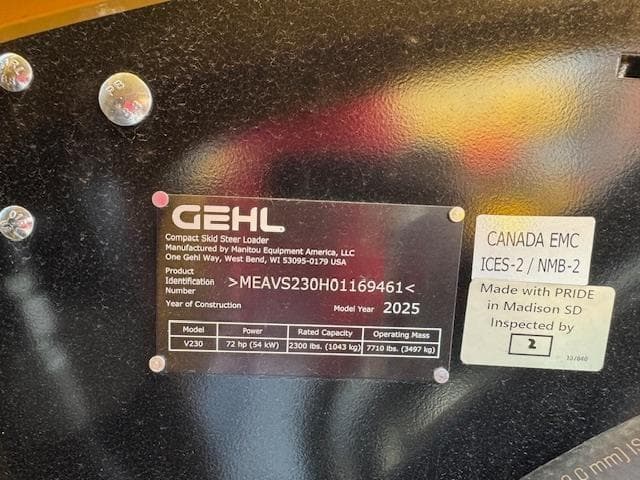 GEHL
Compact Skid Steer Loader
Manufactured by Manitou Equipment America, LLC
One Gehl Way, West Bend, WI 53095-0179 USA
Product
Identification
Number
>MEAVS230H01169461<
Year of Construction
Model Year 2025
Model Power Rated Capacity Operating Mass
V230 72 hp (54 kW) 2300 lbs. (1043 kg) 7710 lbs. (3497 kg)
CANADA EMC
ICES-2 / NMB-2
Made with PRIDE
in Madison SD
Inspected by
2
mm)